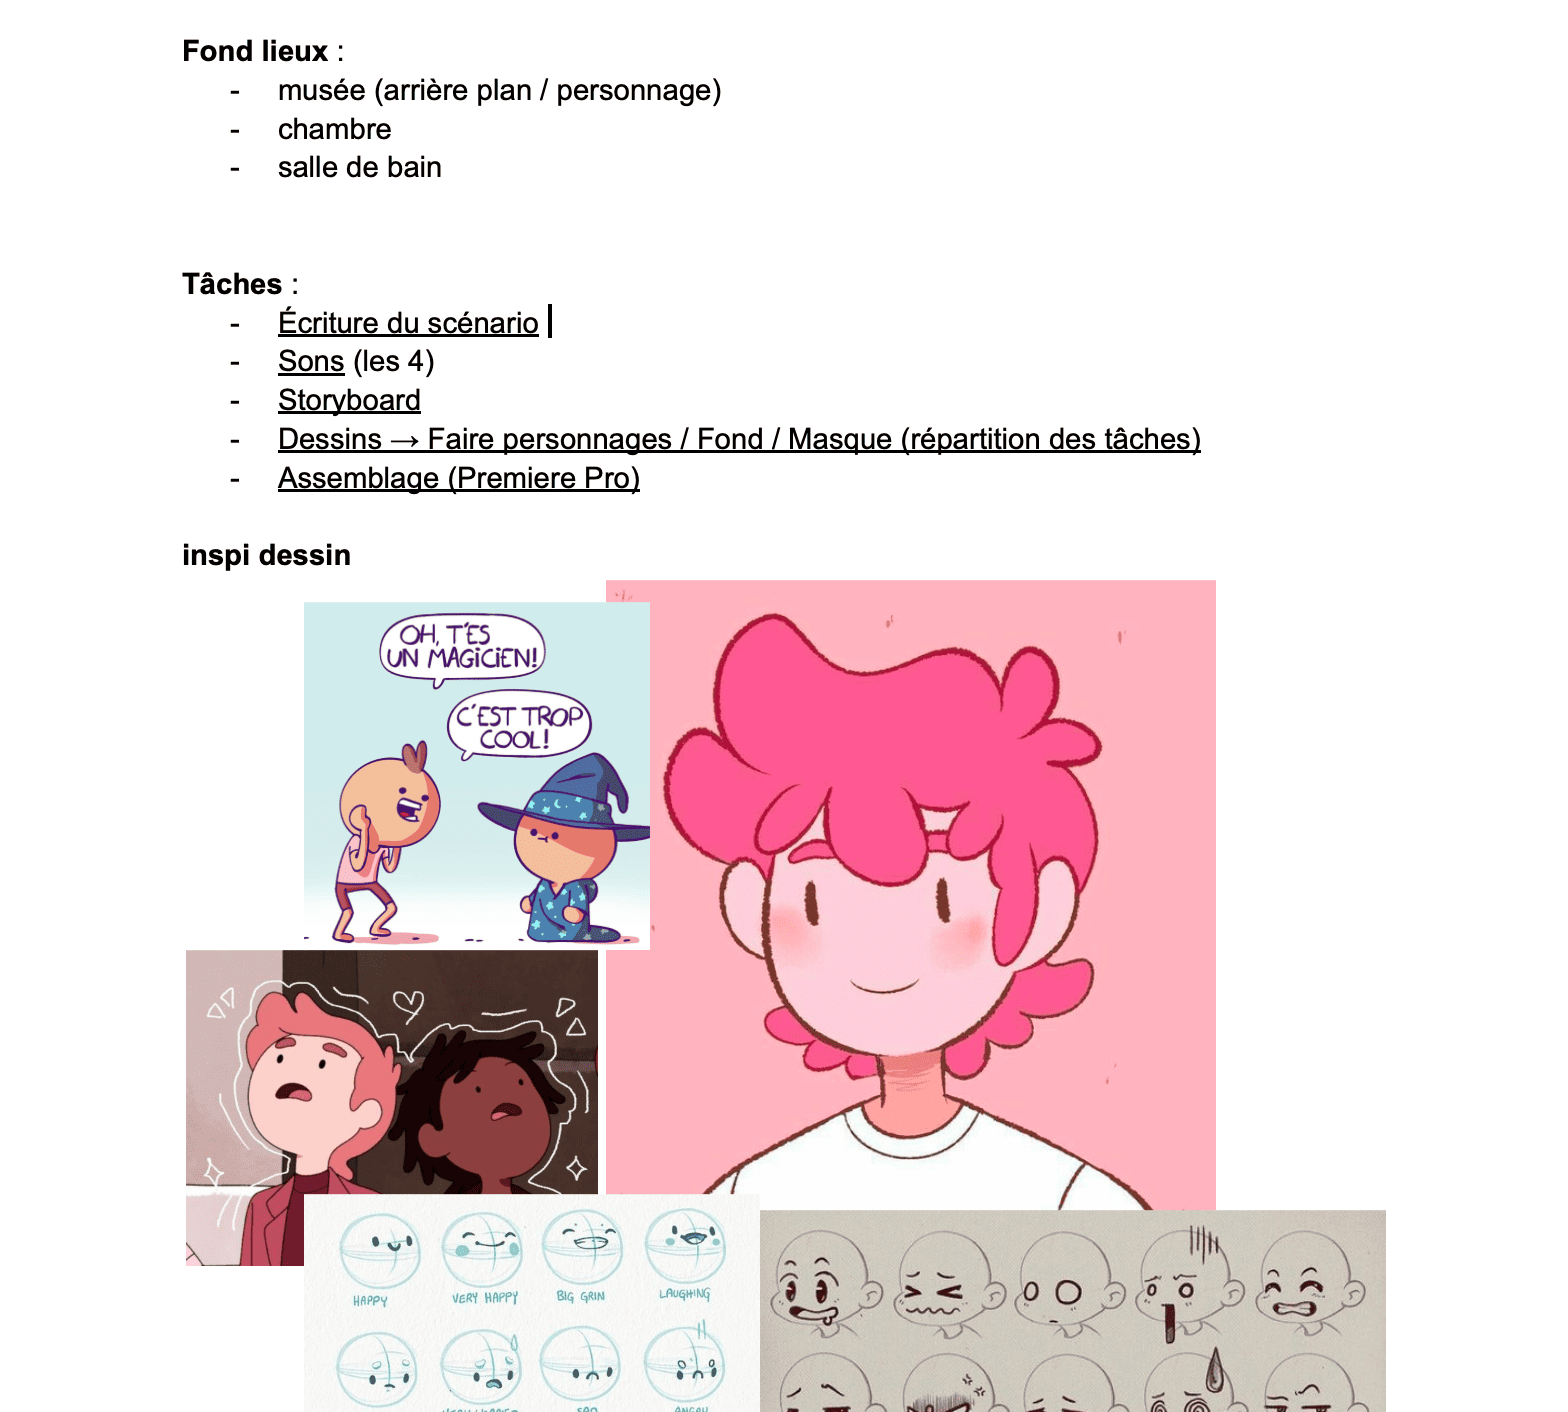 Fond lieux :
- musée (arrière plan / personnage)
- chambre
- salle de bain
Tâches :
- Écriture du scénario
- Sons (les 4)
- Storyboard
- Dessins → Faire personnages / Fond / Masque (répartition des tâches)
- Assemblage (Premiere Pro)
inspi dessin
OH, T'ES
UN MAGICIEN!
C'EST TROP
COOL!
HAPPY VERY HAPPY BIG GRIN LAUGHING